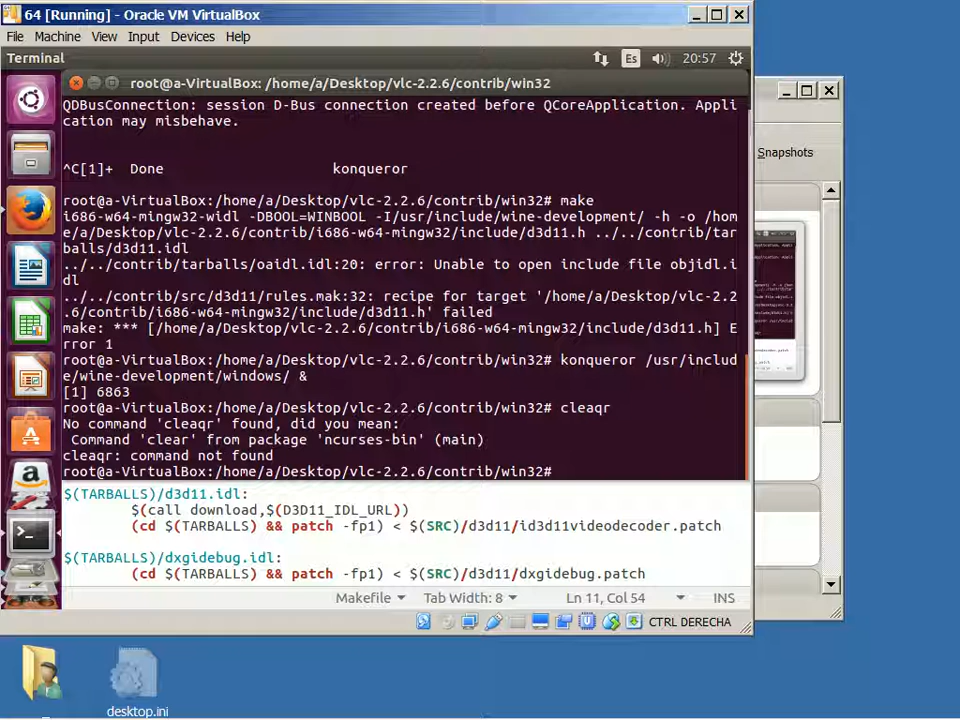 64 [Running] - Oracle VM VirtualBox
File Machine View Input Devices Help
Terminal
Es
20:57
root@a-VirtualBox: /home/a/Desktop/vlc-2.2.6/contrib/win32
QDBusConnection: session D-Bus connection created before QCoreApplication. Appli
cation may misbehave.
^C[1]+  Done                    konqueror
root@a-VirtualBox:/home/a/Desktop/vlc-2.2.6/contrib/win32# make
i686-w64-mingw32-widl -DBOOL=WINBOOL -I/usr/include/wine-development/ -h -o /hom
e/a/Desktop/vlc-2.2.6/contrib/i686-w64-mingw32/include/d3d11.h ../../contrib/tar
balls/d3d11.idl
../../contrib/tarballs/oaidl.idl:20: error: Unable to open include file objidl.i
dl
../../contrib/src/d3d11/rules.mak:32: recipe for target '/home/a/Desktop/vlc-2.2
.6/contrib/i686-w64-mingw32/include/d3d11.h' failed
make: *** [/home/a/Desktop/vlc-2.2.6/contrib/i686-w64-mingw32/include/d3d11.h] E
rror 1
root@a-VirtualBox:/home/a/Desktop/vlc-2.2.6/contrib/win32# konqueror /usr/includ
e/wine-development/windows/ &
[1] 6863
root@a-VirtualBox:/home/a/Desktop/vlc-2.2.6/contrib/win32# cleaqr
No command 'cleaqr' found, did you mean:
 Command 'clear' from package 'ncurses-bin' (main)
cleaqr: command not found
root@a-VirtualBox:/home/a/Desktop/vlc-2.2.6/contrib/win32#
$(TARBALLS)/d3d11.idl:
$(call download,$(D3D11_IDL_URL))
(cd $(TARBALLS) && patch -fp1) < $(SRC)/d3d11/id3d11videodecoder.patch
$(TARBALLS)/dxgidebug.idl:
(cd $(TARBALLS) && patch -fp1) < $(SRC)/d3d11/dxgidebug.patch
Makefile Tab Width: 8 Ln 11, Col 54 INS
CTRL DERECHA
Snapshots
desktop.ini